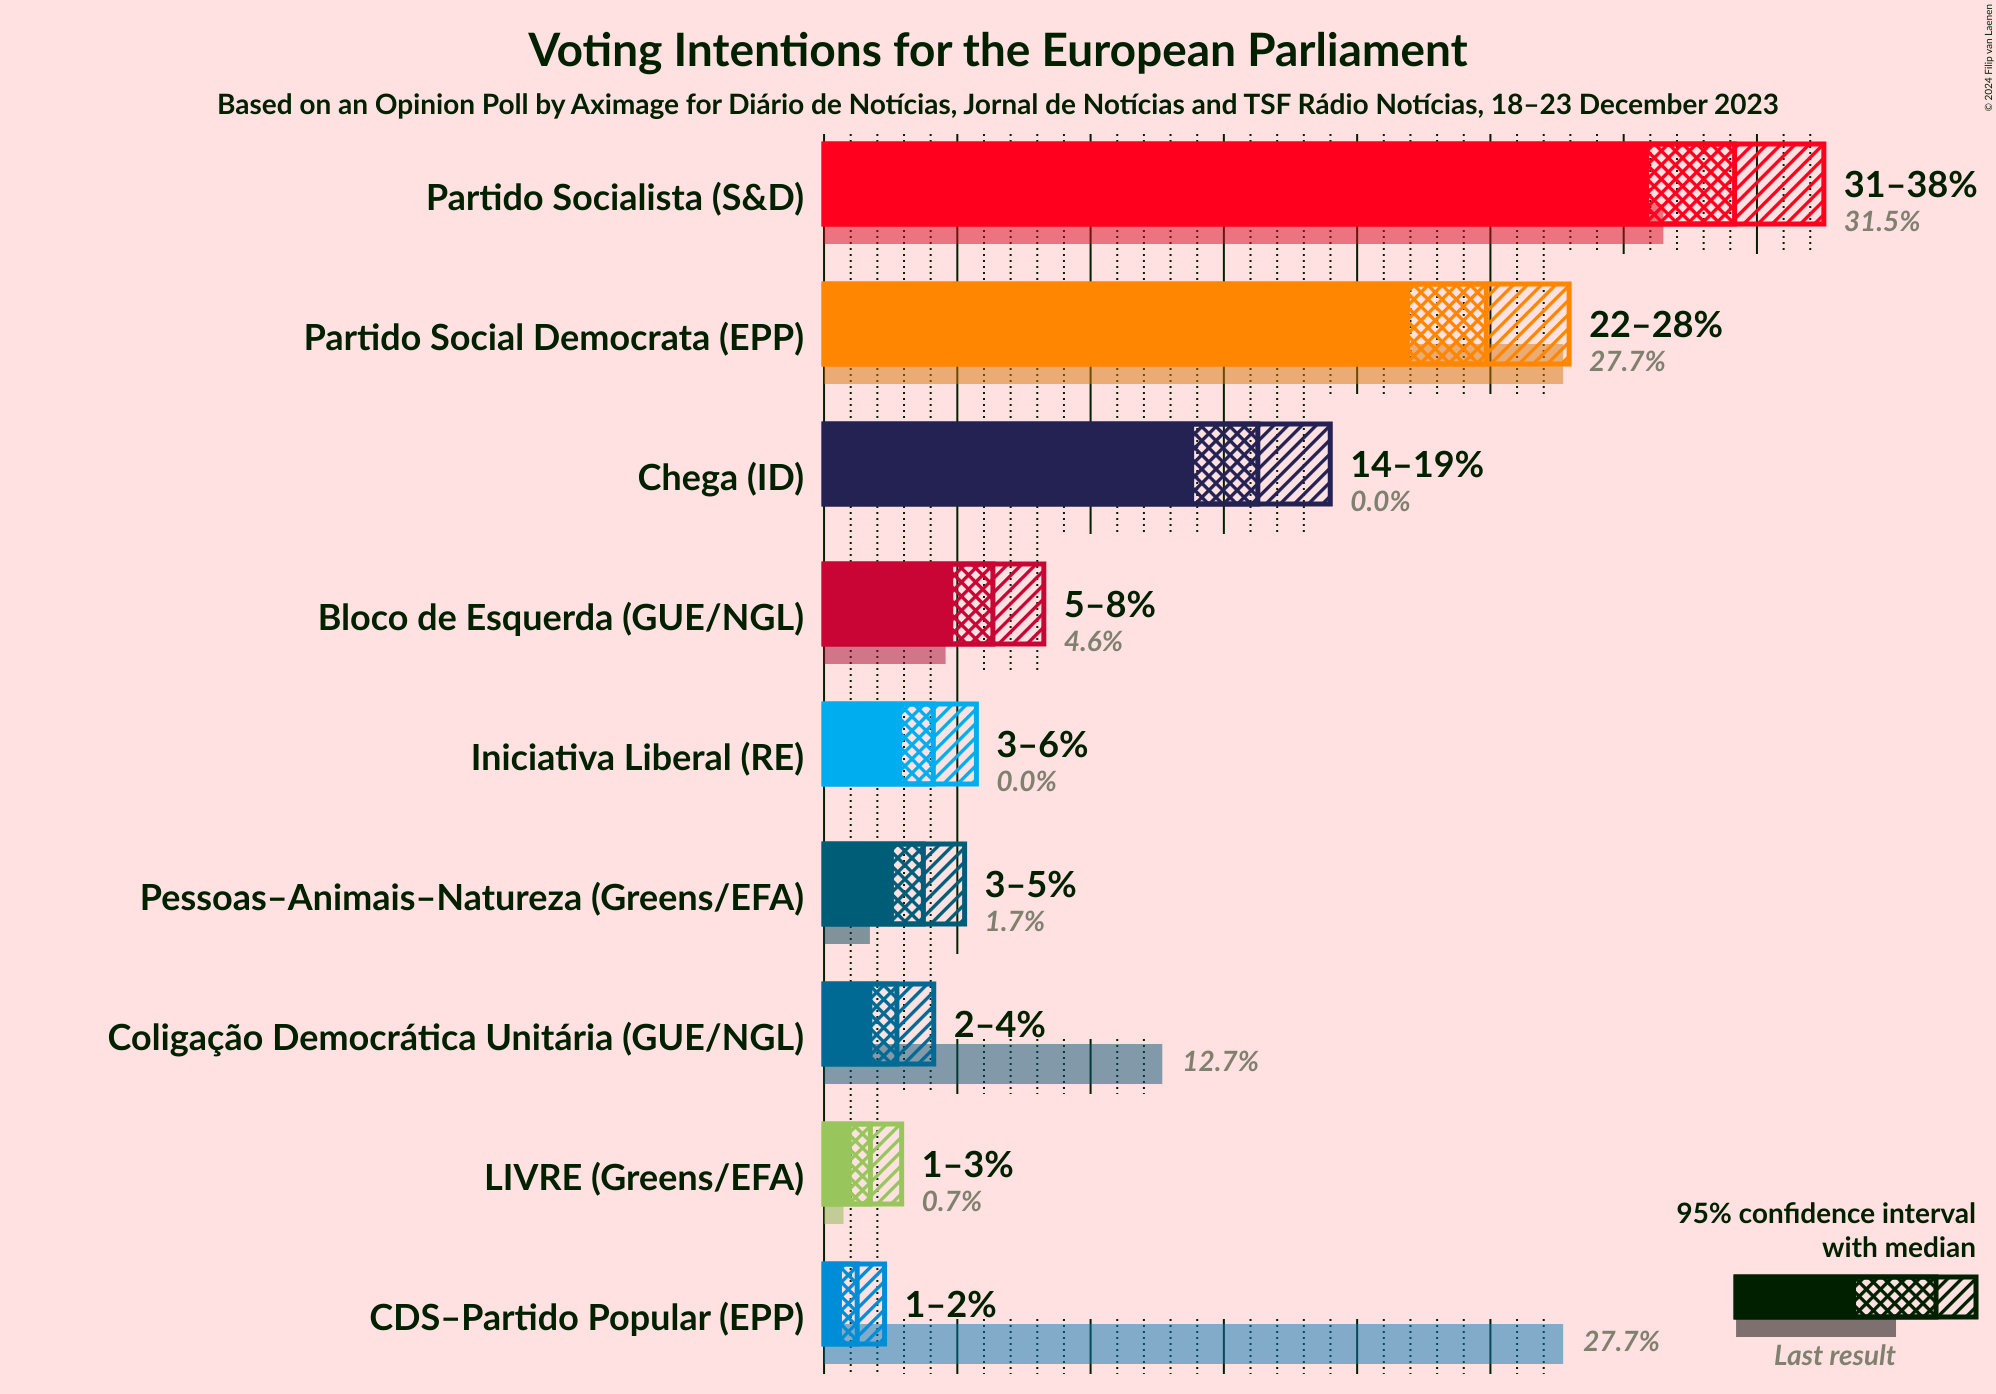 Voting Intentions for the European Parliament
Based on an Opinion Poll by Aximage for Diário de Notícias, Jornal de Notícias and TSF Rádio Notícias, 18–23 December 2023
© 2024 Filip van Laenen
Partido Socialista (S&D)
31–38%
31.5%
Partido Social Democrata (EPP)
22–28%
27.7%
Chega (ID)
14–19%
0.0%
Bloco de Esquerda (GUE/NGL)
5–8%
4.6%
Iniciativa Liberal (RE)
3–6%
0.0%
Pessoas–Animais–Natureza (Greens/EFA)
3–5%
1.7%
Coligação Democrática Unitária (GUE/NGL)
2–4%
12.7%
LIVRE (Greens/EFA)
1–3%
0.7%
CDS–Partido Popular (EPP)
1–2%
27.7%
95% confidence interval
with median
Last result